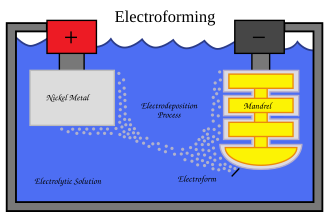 Electroforming
+
−
Nickel Metal
Electrodeposition
Process
Mandrel
Electrolytic Solution
Electroform